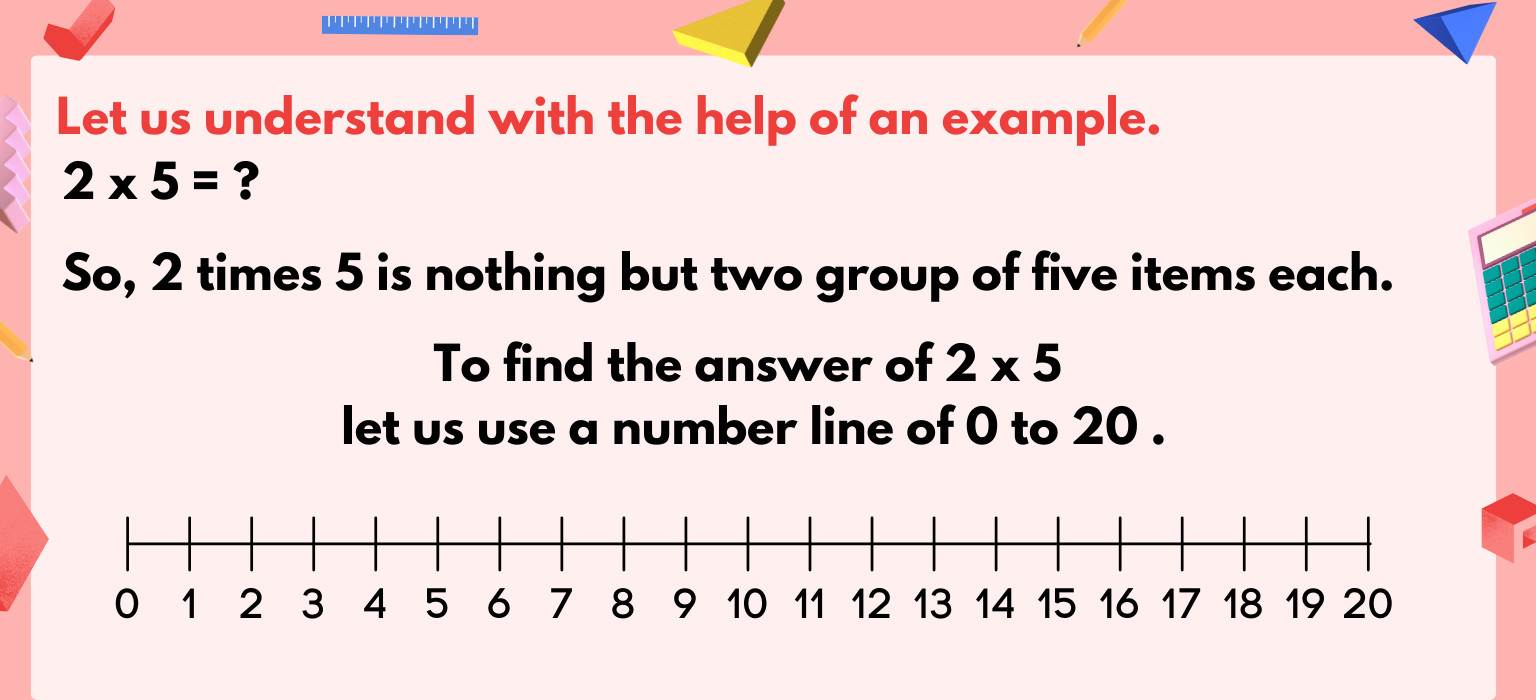 Let us understand with the help of an example.
2 x 5 = ?
So, 2 times 5 is nothing but two group of five items each.
To find the answer of 2 x 5
let us use a number line of 0 to 20 .
0 1 2 3 4 5 6 7 8 9 10 11 12 13 14 15 16 17 18 19 20